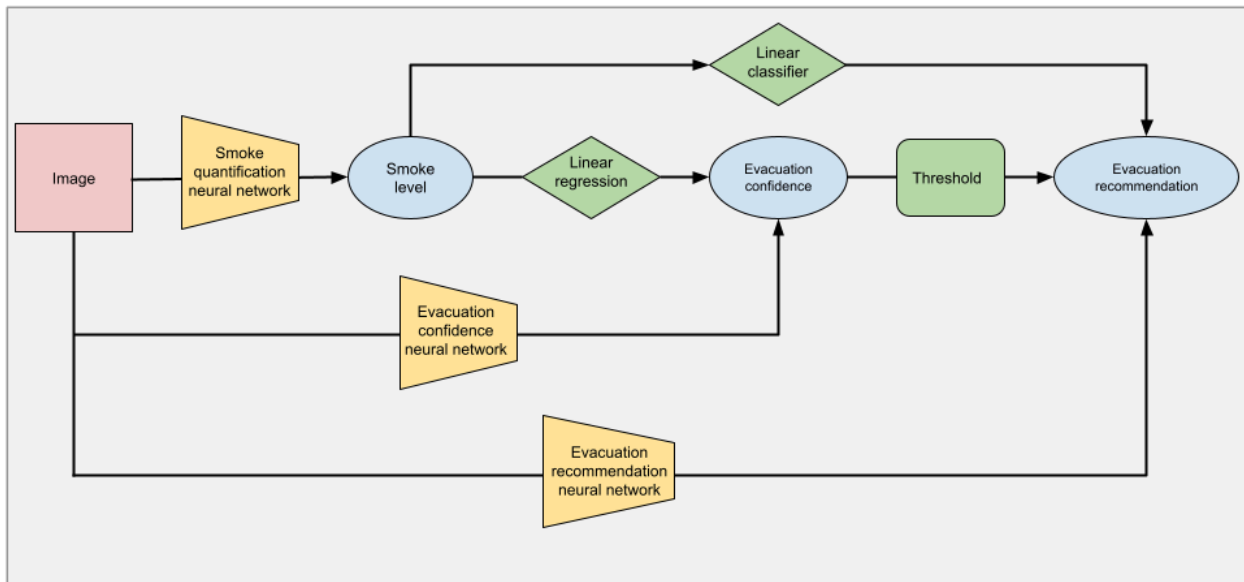 Linear
classifier
Image
Smoke
quantification
neural network
Smoke
level
Linear
regression
Evacuation
confidence
Threshold
Evacuation
recommendation
Evacuation
confidence
neural network
Evacuation
recommendation
neural network